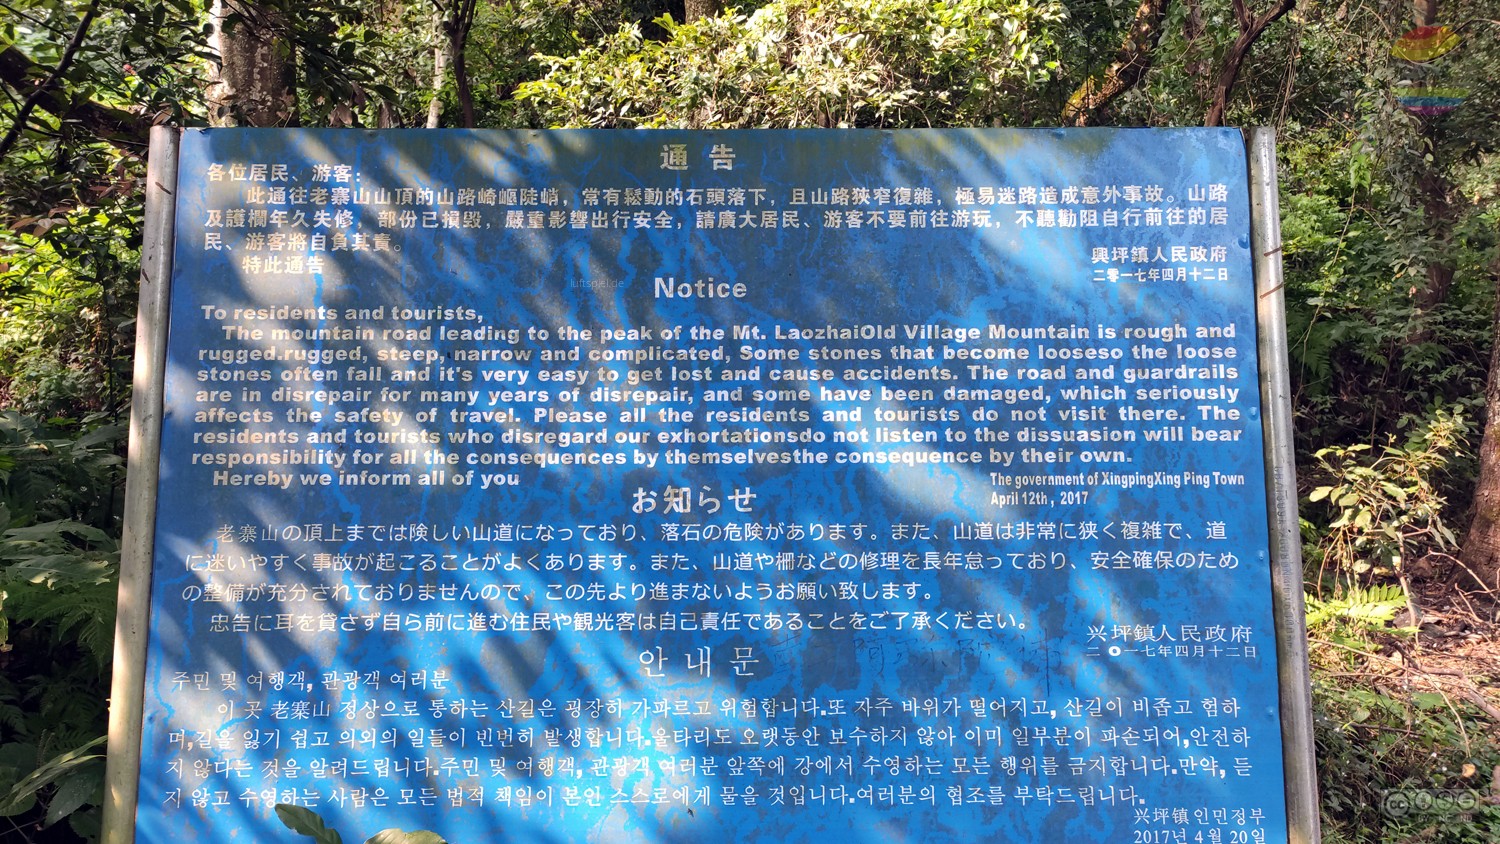 通 告
各位居民、游客：
此通往老寨山山頂的山路崎嶇陡峭，常有鬆動的石頭落下，且山路狹窄復雜，極易迷路造成意外事故。山路
及護欄年久失修，部份已損毀，嚴重影響出行安全，請廣大居民、游客不要前往游玩，不聽勸阻自行前往的居
民、游客將自負其責。
特此通告
興坪鎮人民政府
二零一七年四月十二日
luftspiel.de
Notice
To residents and tourists,
The mountain road leading to the peak of the Mt. LaozhaiOld Village Mountain is rough and
rugged.rugged, steep, narrow and complicated, Some stones that become looseso the loose
stones often fall and it's very easy to get lost and cause accidents. The road and guardrails
are in disrepair for many years of disrepair, and some have been damaged, which seriously
affects the safety of travel. Please all the residents and tourists do not visit there. The
residents and tourists who disregard our exhortationsdo not listen to the dissuasion will bear
responsibility for all the consequences by themselvesthe consequence by their own.
Hereby we inform all of you
The government of XingpingXing Ping Town
April 12th , 2017
お知らせ
老寨山の頂上までは険しい山道になっており、落石の危険があります。また、山道は非常に狭く複雑で、道
に迷いやすく事故が起こることがよくあります。また、山道や柵などの修理を長年怠っており、安全確保のため
の整備が充分されておりませんので、この先より進まないようお願い致します。
忠告に耳を貸さず自ら前に進む住民や観光客は自己責任であることをご了承ください。
兴坪鎮人民政府
二〇一七年四月十二日
안 내 문
주민 및 여행객, 관광객 여러분
이 곳 老寨山 정상으로 통하는 산길은 굉장히 가파르고 위험합니다.또 자주 바위가 떨어지고, 산길이 비좁고 험하
며,길을 잃기 쉽고 의외의 일들이 빈번히 발생합니다.울타리도 오랫동안 보수하지 않아 이미 일부분이 파손되어,안전하
지 않다는 것을 알려드립니다.주민 및 여행객, 관광객 여러분 앞쪽에 강에서 수영하는 모든 행위를 금지합니다.만약, 듣
지 않고 수영하는 사람은 모든 법적 책임이 본인 스스로에게 물을 것입니다.여러분의 협조를 부탁드립니다.
兴坪镇 인민정부
2017년 4월 20일
BY NC ND